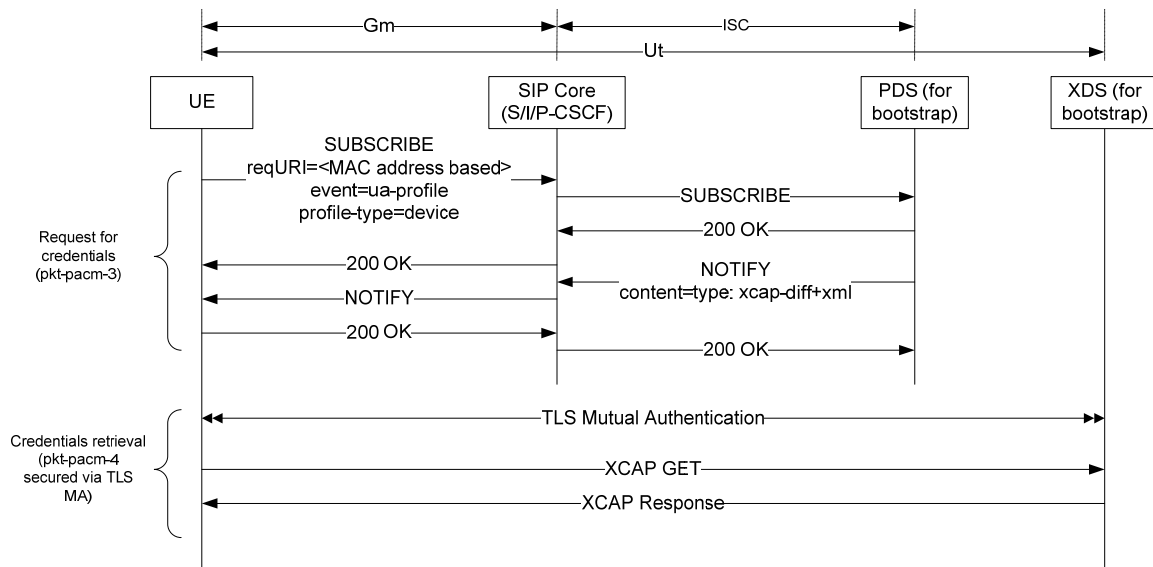 Gm
ISC
Ut
UE
SIP Core
(S/I/P-CSCF)
PDS (for
bootstrap)
XDS (for
bootstrap)
SUBSCRIBE
reqURI=<MAC address based>
event=ua-profile
profile-type=device
SUBSCRIBE
200 OK
Request for
credentials
(pkt-pacm-3)
200 OK
NOTIFY
content=type: xcap-diff+xml
NOTIFY
200 OK
200 OK
TLS Mutual Authentication
Credentials retrieval
(pkt-pacm-4
secured via TLS
MA)
XCAP GET
XCAP Response